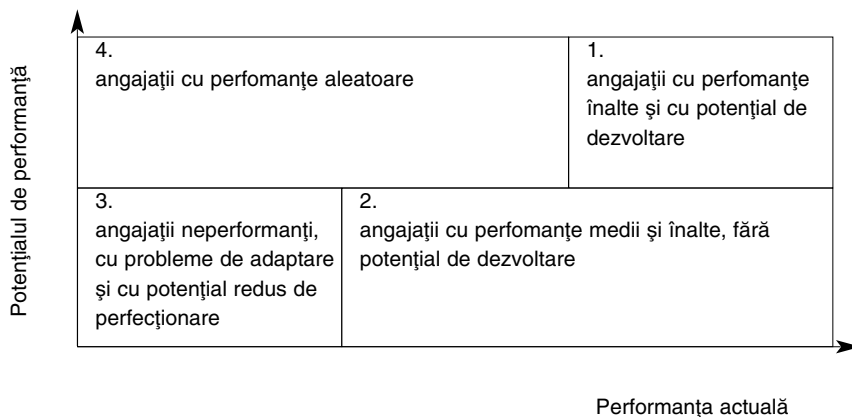 Potenţialul de performanţă
4.
angajaţii cu perfomanţe aleatoare
1.
angajaţii cu perfomanţe
înalte şi cu potenţial de
dezvoltare
3.
angajaţii neperformanţi,
cu probleme de adaptare
şi cu potenţial redus de
perfecţionare
2.
angajaţii cu perfomanţe medii şi înalte, fără
potenţial de dezvoltare
Performanţa actuală